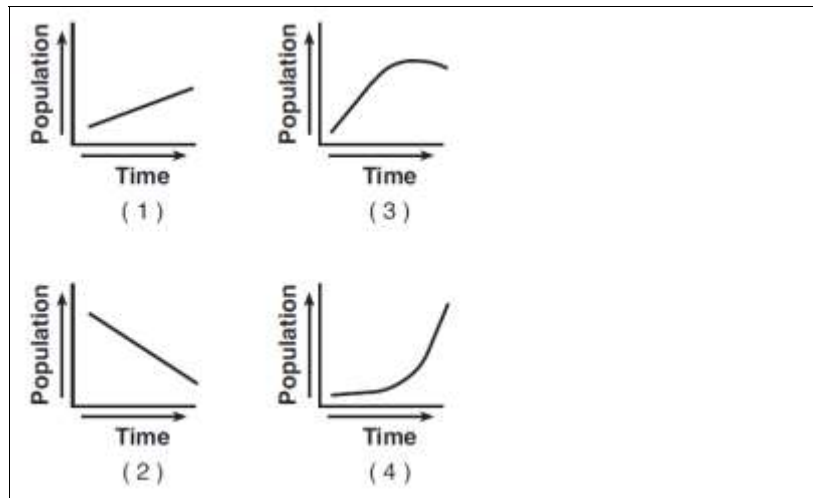 Population
Time
( 1 )
Population
Time
( 3 )
Population
Time
( 2 )
Population
Time
( 4 )